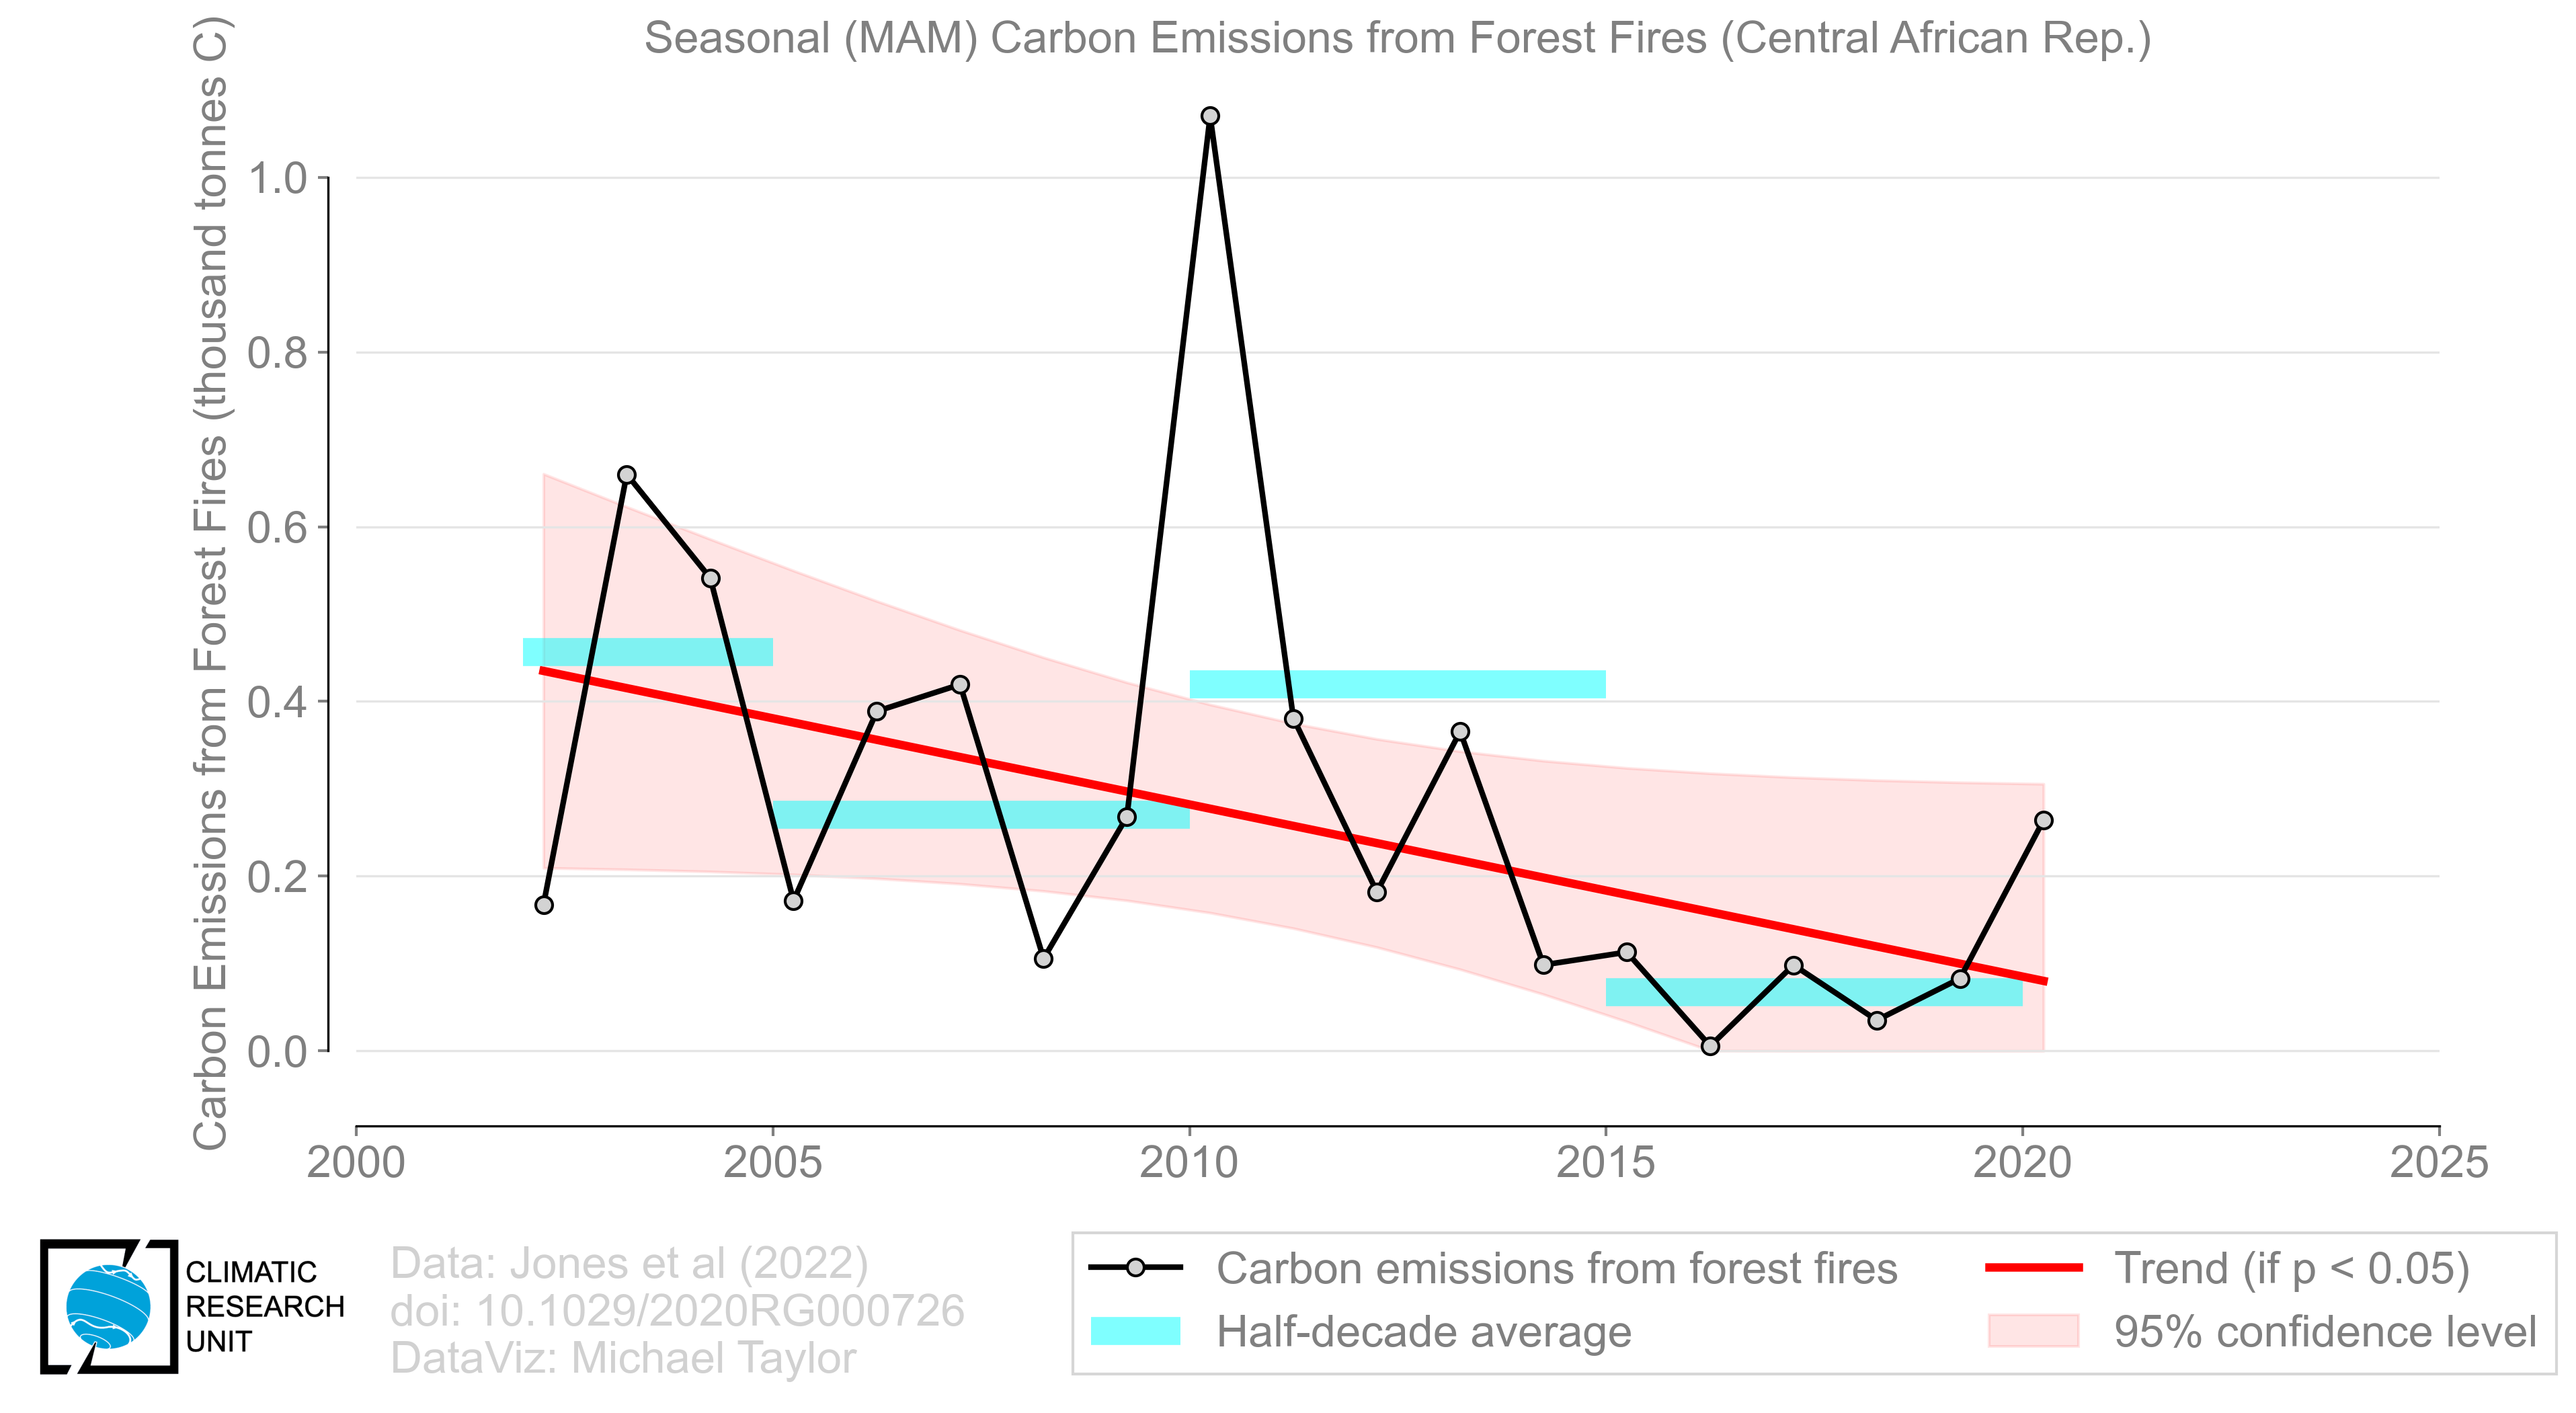 Seasonal (MAM) Carbon Emissions from Forest Fires (Central African Rep.)
Carbon Emissions from Forest Fires (thousand tonnes C)
1.0
0.8
0.6
0.4
0.2
0.0
2000 2005 2010 2015 2020 2025
CLIMATIC
RESEARCH
UNIT
Data: Jones et al (2022)
doi: 10.1029/2020RG000726
DataViz: Michael Taylor
Carbon emissions from forest fires
Half-decade average
Trend (if p < 0.05)
95% confidence level